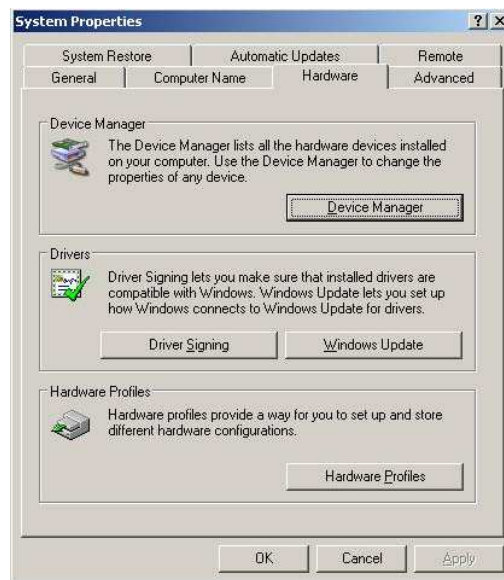 System Properties
System Restore Automatic Updates Remote
General Computer Name Hardware Advanced
Device Manager
The Device Manager lists all the hardware devices installed
on your computer. Use the Device Manager to change the
properties of any device.
Device Manager
Drivers
Driver Signing lets you make sure that installed drivers are
compatible with Windows. Windows Update lets you set up
how Windows connects to Windows Update for drivers.
Driver Signing Windows Update
Hardware Profiles
Hardware profiles provide a way for you to set up and store
different hardware configurations.
Hardware Profiles
OK Cancel Apply